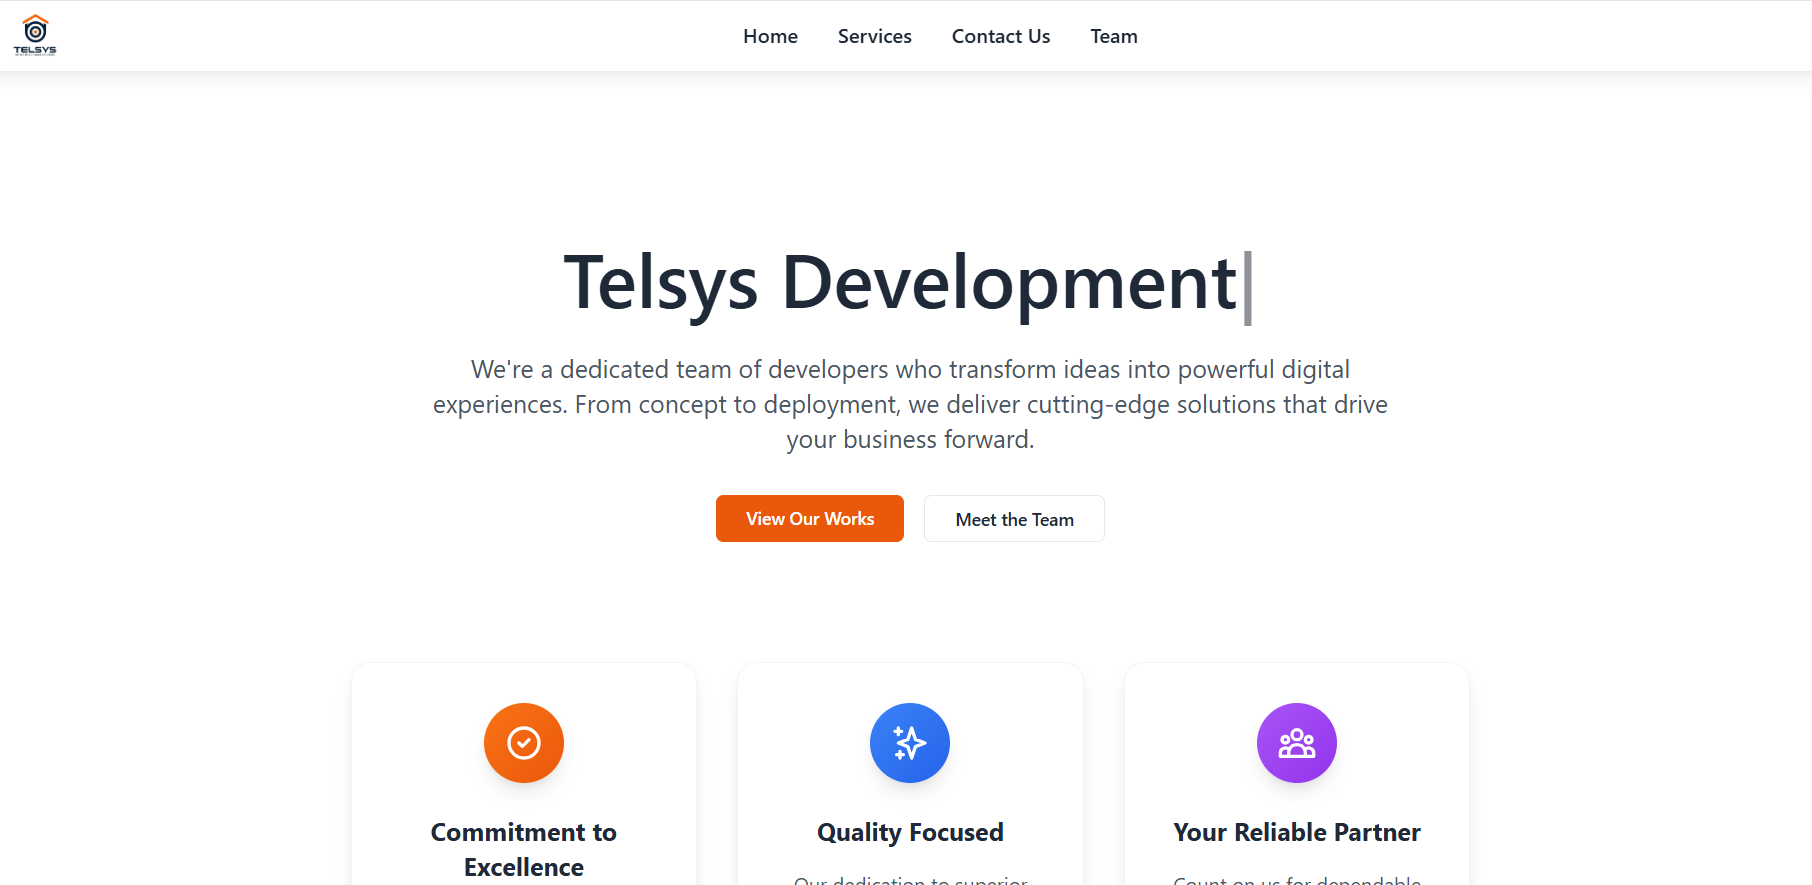 TELSYS
Home
Services
Contact Us
Team
Telsys Development
We're a dedicated team of developers who transform ideas into powerful digital
experiences. From concept to deployment, we deliver cutting-edge solutions that drive
your business forward.
View Our Works
Meet the Team
Commitment to
Excellence
Quality Focused
Our dedication to superior
Your Reliable Partner
Count on us for dependable